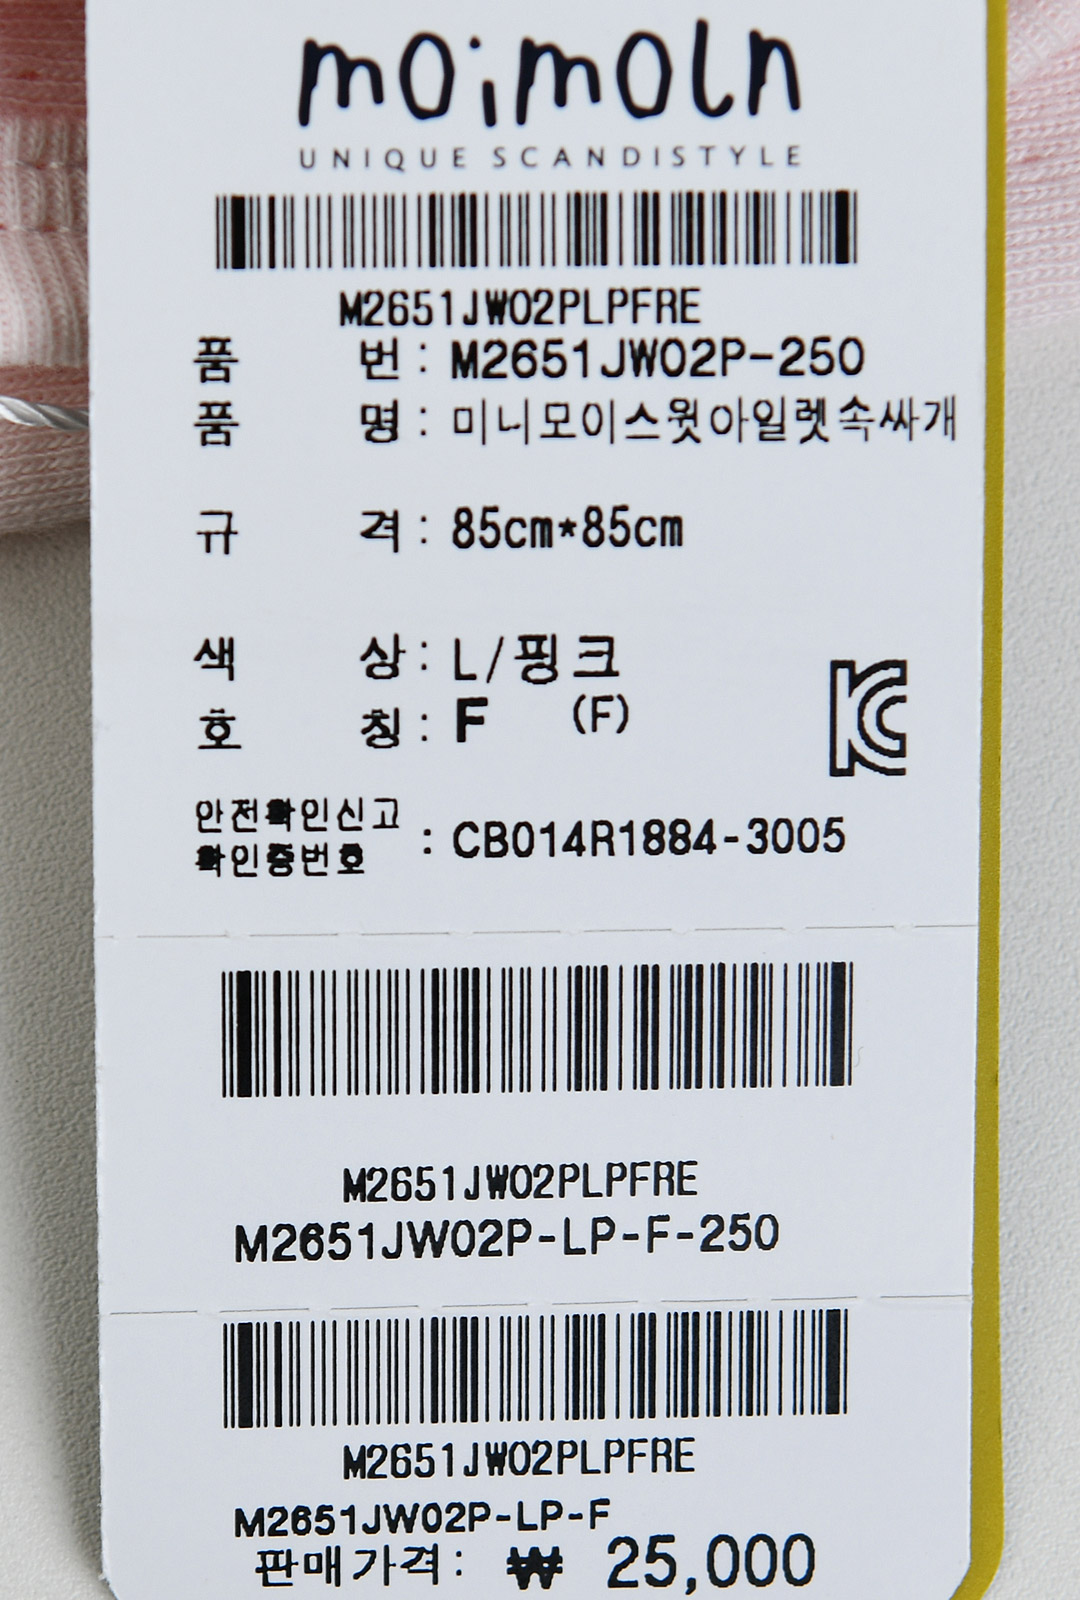 moimoln
UNIQUE SCANDISTYLE
M2651JW02PLPFRE
품 번 : M2651JW02P-250
품 명 : 미니모이스윗아일렛속싸개
규 격 : 85cm*85cm
색 상 : L/핑크
호 칭 : F (F)
KC
안전확인신고
확인증번호 : CB014R1884-3005
M2651JW02PLPFRE
M2651JW02P-LP-F-250
M2651JW02PLPFRE
M2651JW02P-LP-F
판매가격 : ₩ 25,000